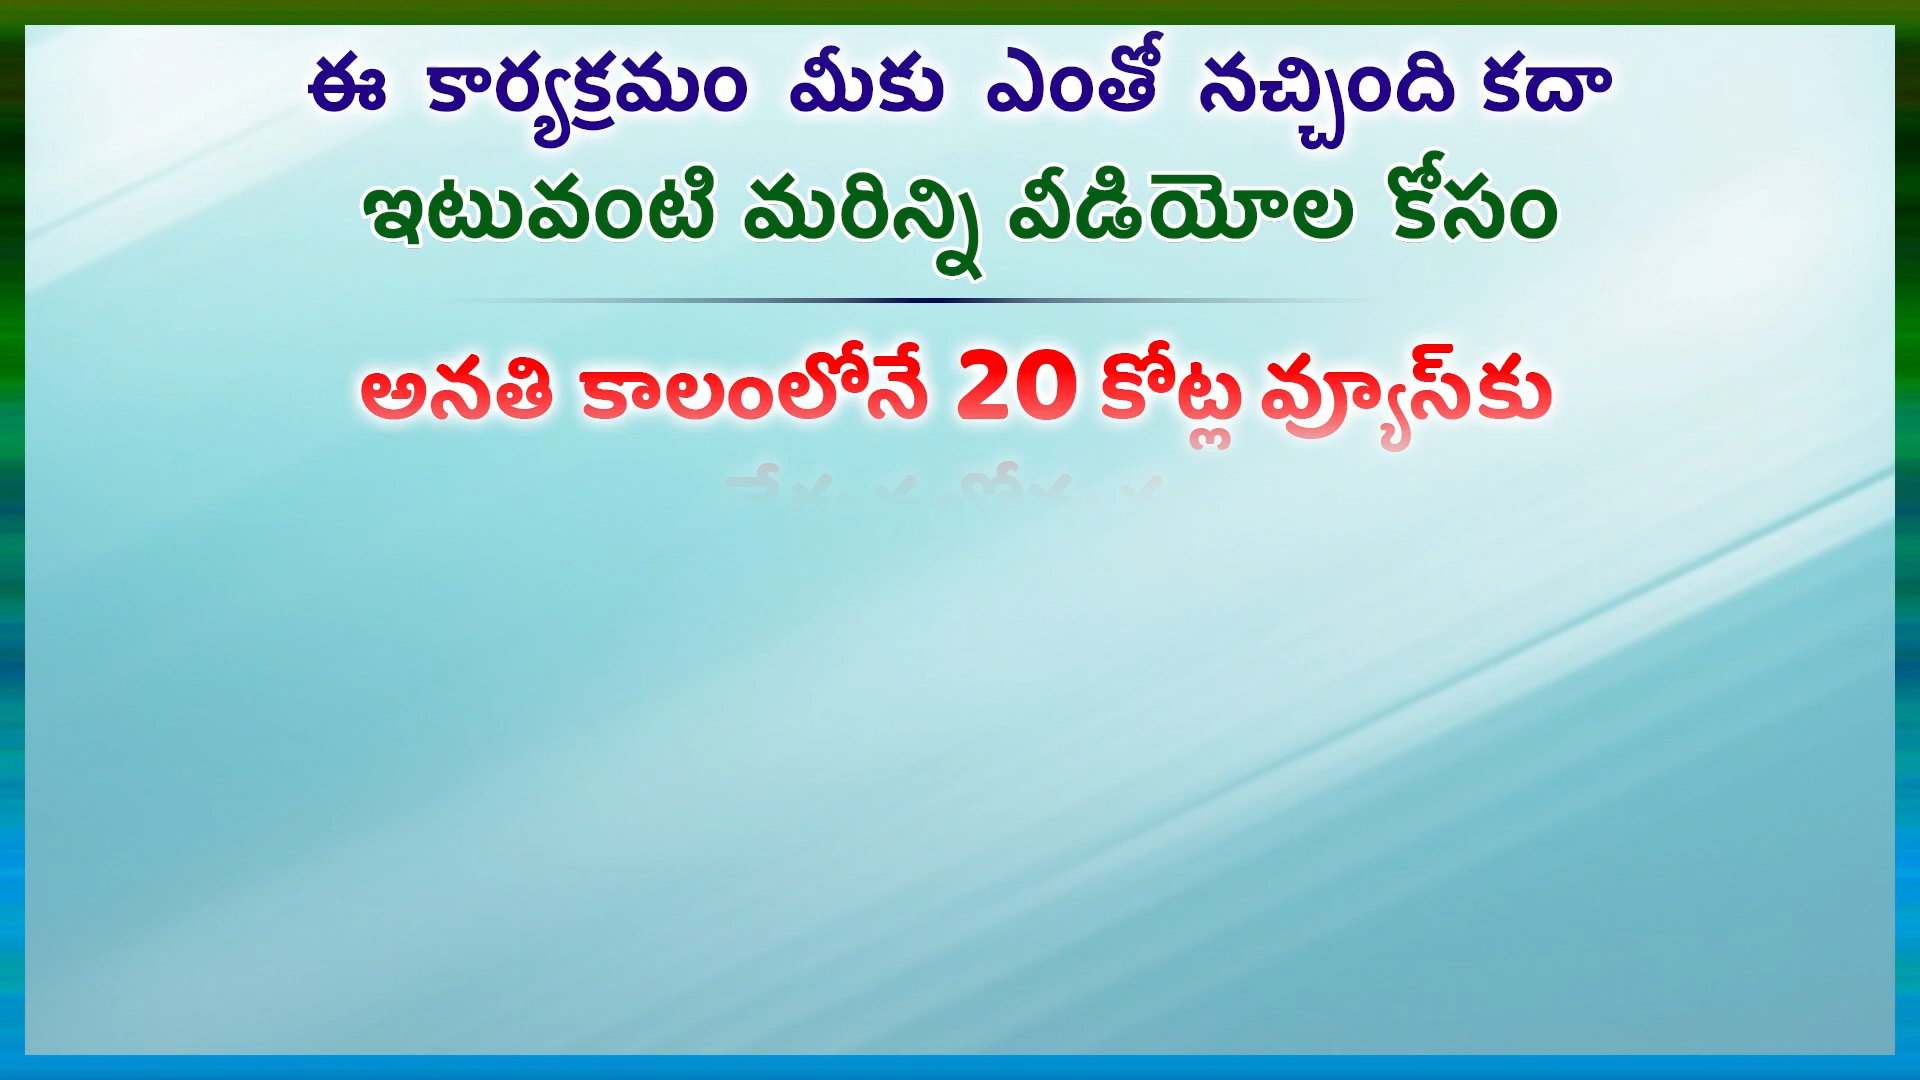 ఈ కార్యక్రమం మీకు ఎంతో నచ్చింది కదా
ఇటువంటి మరిన్ని వీడియోల కోసం
అనతి కాలంలోనే 20 కోట్ల వ్యూస్‌కు